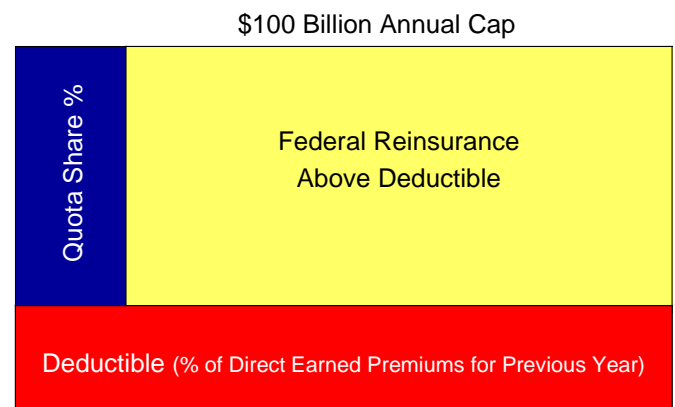 $100 Billion Annual Cap
Quota Share %
Federal Reinsurance
Above Deductible
Deductible (% of Direct Earned Premiums for Previous Year)